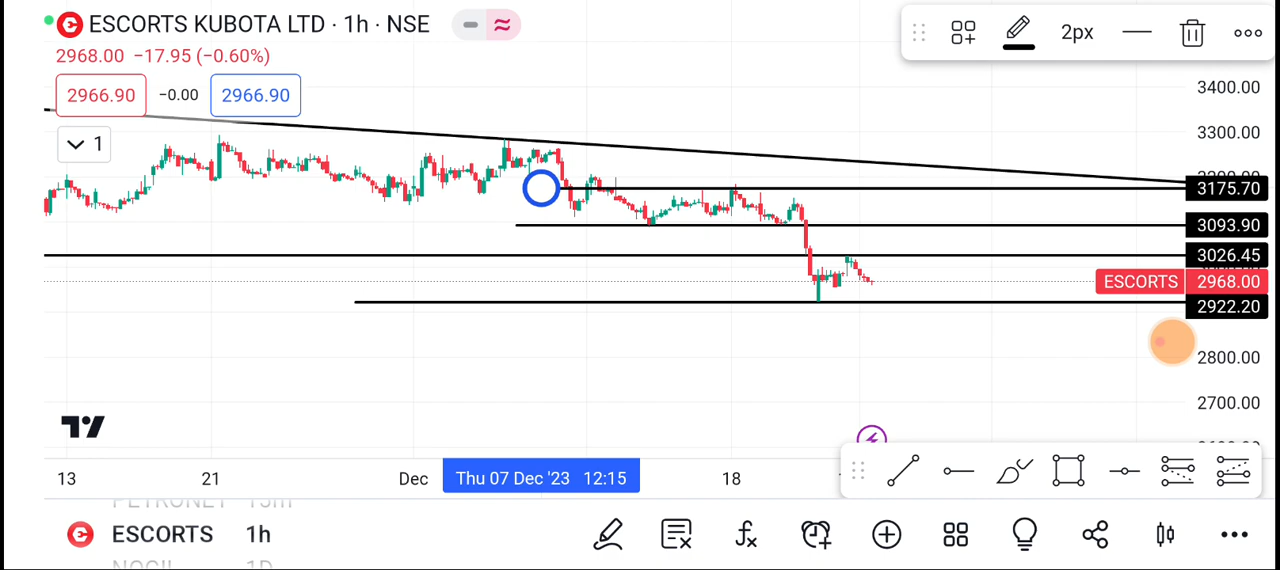 ESCORTS KUBOTA LTD · 1h · NSE
2968.00 −17.95 (−0.60%)
2966.90 −0.00 2966.90
1
2px
3400.00
3300.00
3175.70
3093.90
3026.45
ESCORTS 2968.00
2922.20
2800.00
2700.00
13 21 Dec Thu 07 Dec '23 12:15 18
PETRONET 15m
ESCORTS 1h